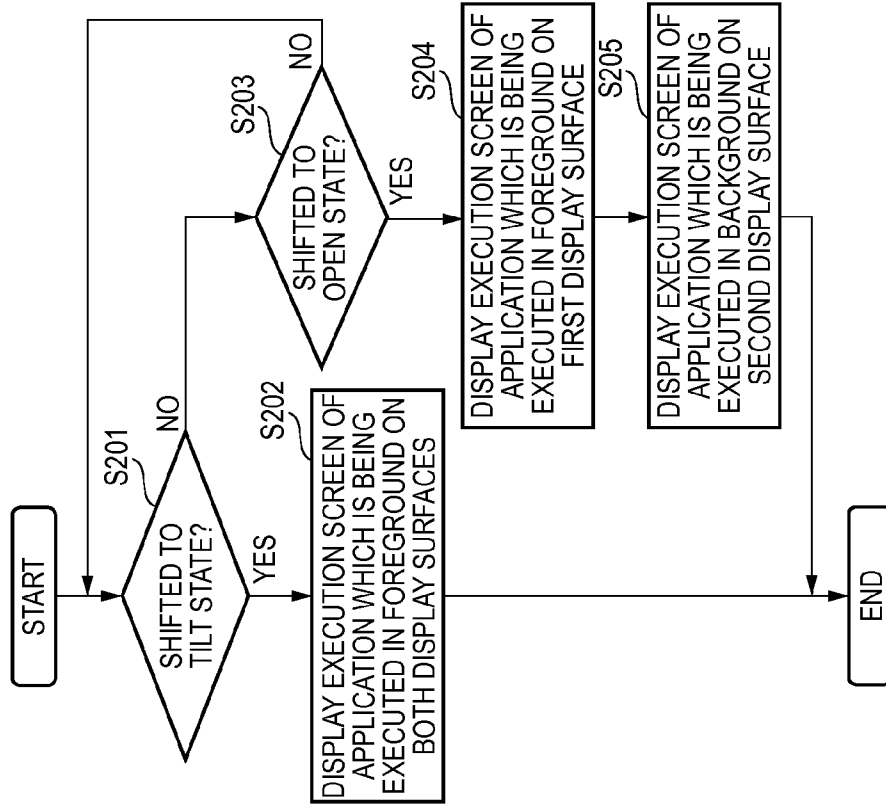 START
S201
SHIFTED TO
TILT STATE?
NO
YES
S202
DISPLAY EXECUTION SCREEN OF
APPLICATION WHICH IS BEING
EXECUTED IN FOREGROUND ON
BOTH DISPLAY SURFACES
S203
SHIFTED TO
OPEN STATE?
NO
YES
S204
DISPLAY EXECUTION SCREEN OF
APPLICATION WHICH IS BEING
EXECUTED IN FOREGROUND ON
FIRST DISPLAY SURFACE
S205
DISPLAY EXECUTION SCREEN OF
APPLICATION WHICH IS BEING
EXECUTED IN BACKGROUND ON
SECOND DISPLAY SURFACE
END